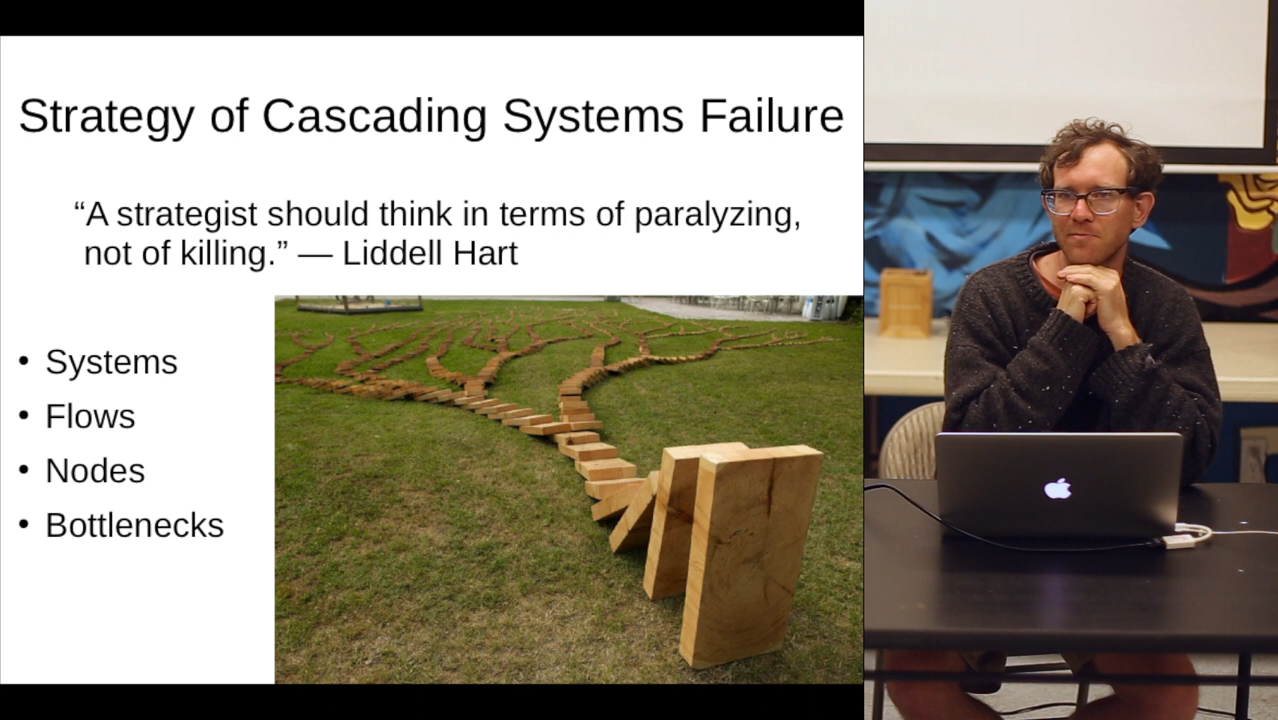 Strategy of Cascading Systems Failure
“A strategist should think in terms of paralyzing,
not of killing.” — Liddell Hart
• Systems
• Flows
• Nodes
• Bottlenecks